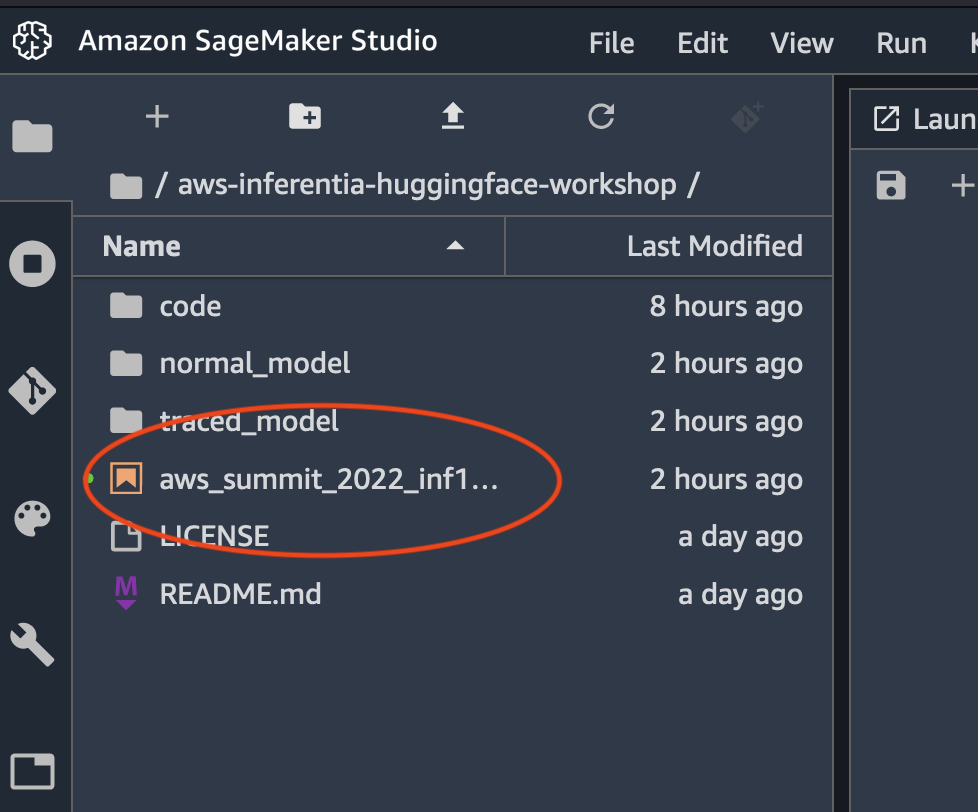 Amazon SageMaker Studio File Edit View Run
Laun
/ aws-inferentia-huggingface-workshop /
Name Last Modified
code 8 hours ago
normal_model 2 hours ago
traced_model 2 hours ago
aws_summit_2022_inf1... 2 hours ago
LICENSE a day ago
M README.md a day ago